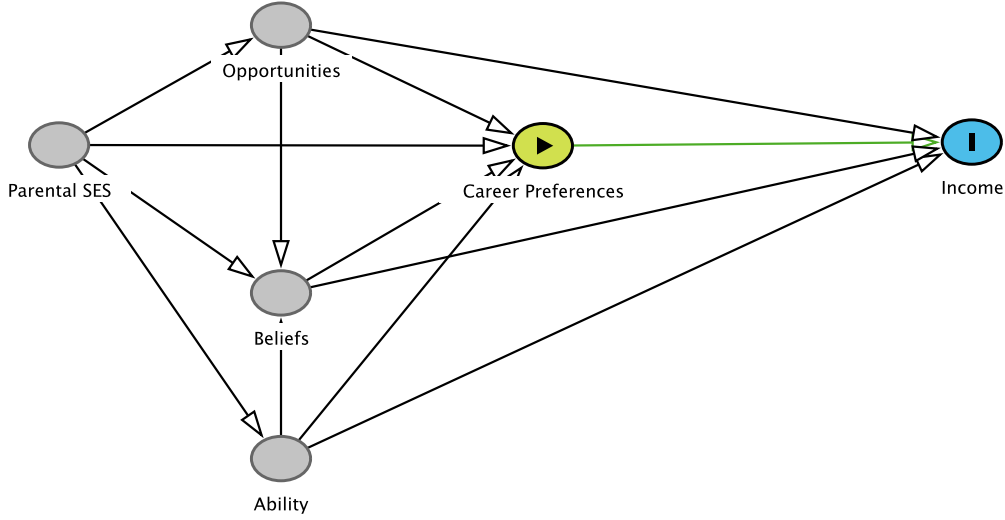 Opportunities
Parental SES
Career Preferences
Income
Beliefs
Ability